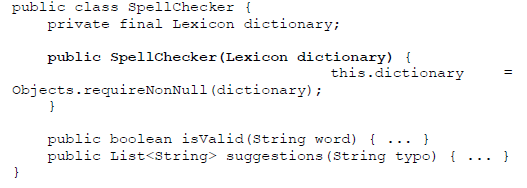 public class SpellChecker {
    private final Lexicon dictionary;
    public SpellChecker(Lexicon dictionary) {
                                    this.dictionary    =
Objects.requireNonNull(dictionary);
    }
    public boolean isValid(String word) { ... }
    public List<String> suggestions(String typo) { ... }
}